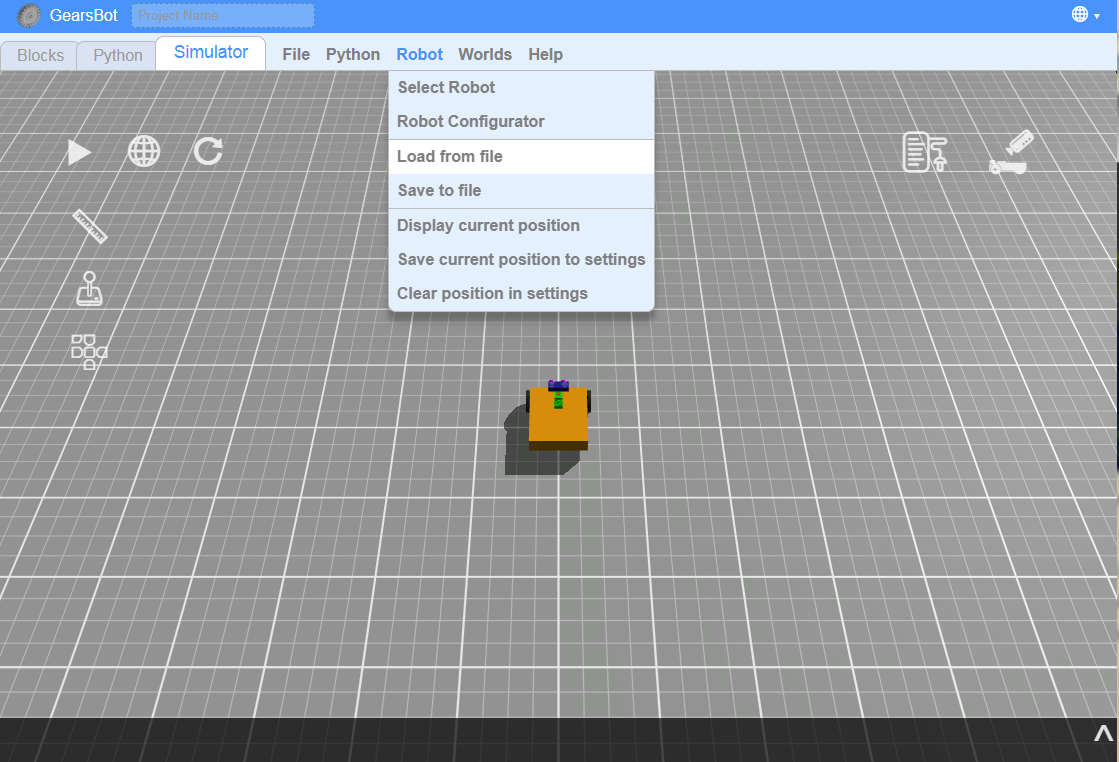 GearsBot
Project Name
Blocks
Python
Simulator
File
Python
Robot
Worlds
Help
Select Robot
Robot Configurator
Load from file
Save to file
Display current position
Save current position to settings
Clear position in settings